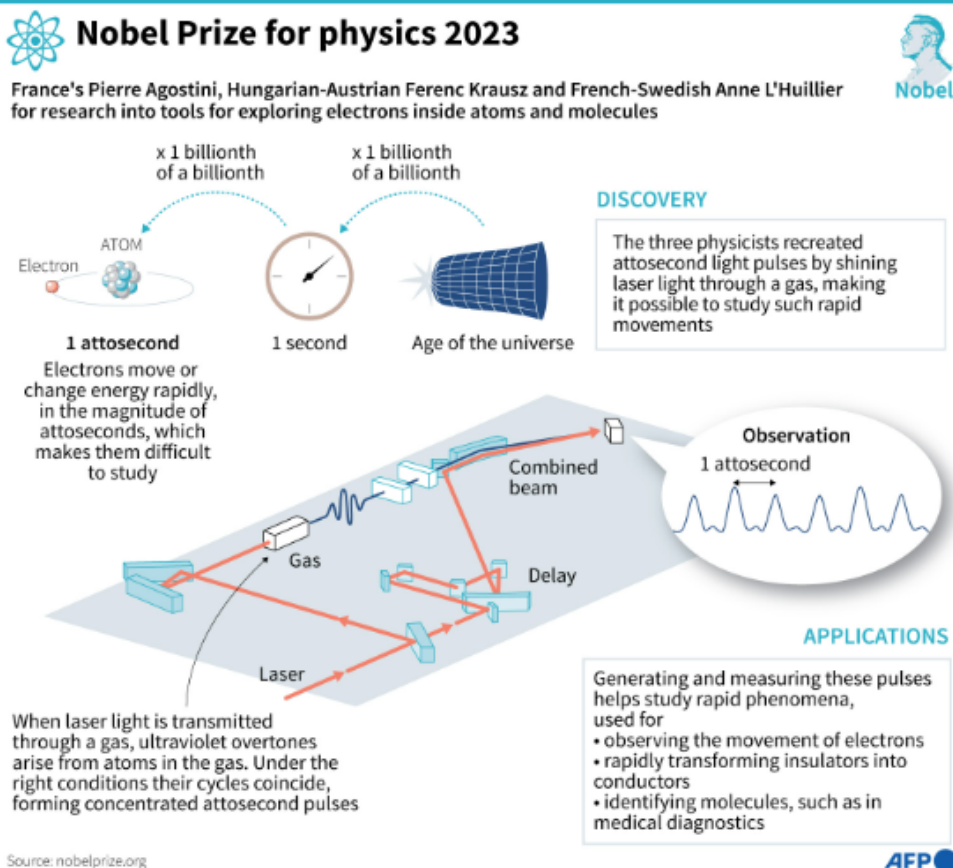 Nobel Prize for physics 2023
Nobel
France's Pierre Agostini, Hungarian-Austrian Ferenc Krausz and French-Swedish Anne L'Huillier
for research into tools for exploring electrons inside atoms and molecules
x 1 billionth
of a billionth
x 1 billionth
of a billionth
ATOM
Electron
1 attosecond
Electrons move or
change energy rapidly,
in the magnitude of
attoseconds, which
makes them difficult
to study
1 second
Age of the universe
DISCOVERY
The three physicists recreated
attosecond light pulses by shining
laser light through a gas, making
it possible to study such rapid
movements
Combined
beam
Observation
1 attosecond
Gas
Delay
Laser
When laser light is transmitted
through a gas, ultraviolet overtones
arise from atoms in the gas. Under the
right conditions their cycles coincide,
forming concentrated attosecond pulses
APPLICATIONS
Generating and measuring these pulses
helps study rapid phenomena,
used for
• observing the movement of electrons
• rapidly transforming insulators into
conductors
• identifying molecules, such as in
medical diagnostics
Source: nobelprize.org
AFP